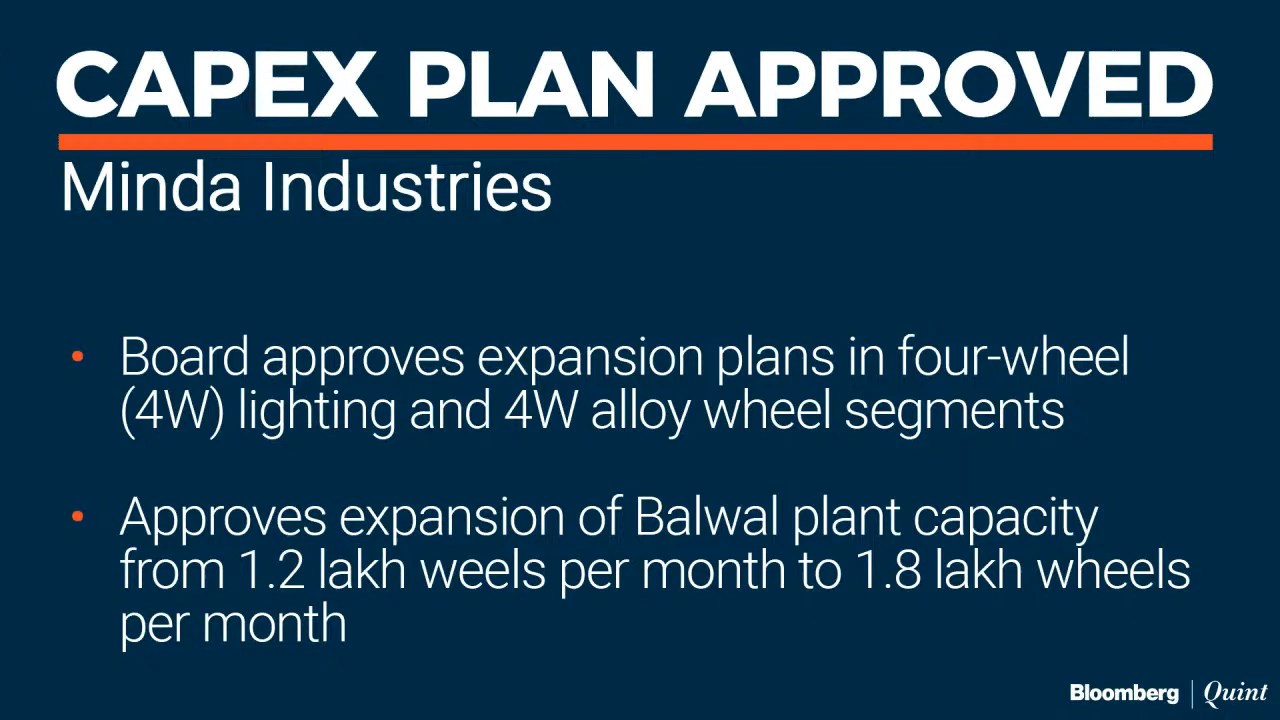 CAPEX PLAN APPROVED
Minda Industries
• Board approves expansion plans in four-wheel
(4W) lighting and 4W alloy wheel segments
• Approves expansion of Balwal plant capacity
from 1.2 lakh weels per month to 1.8 lakh wheels
per month
Bloomberg | Quint